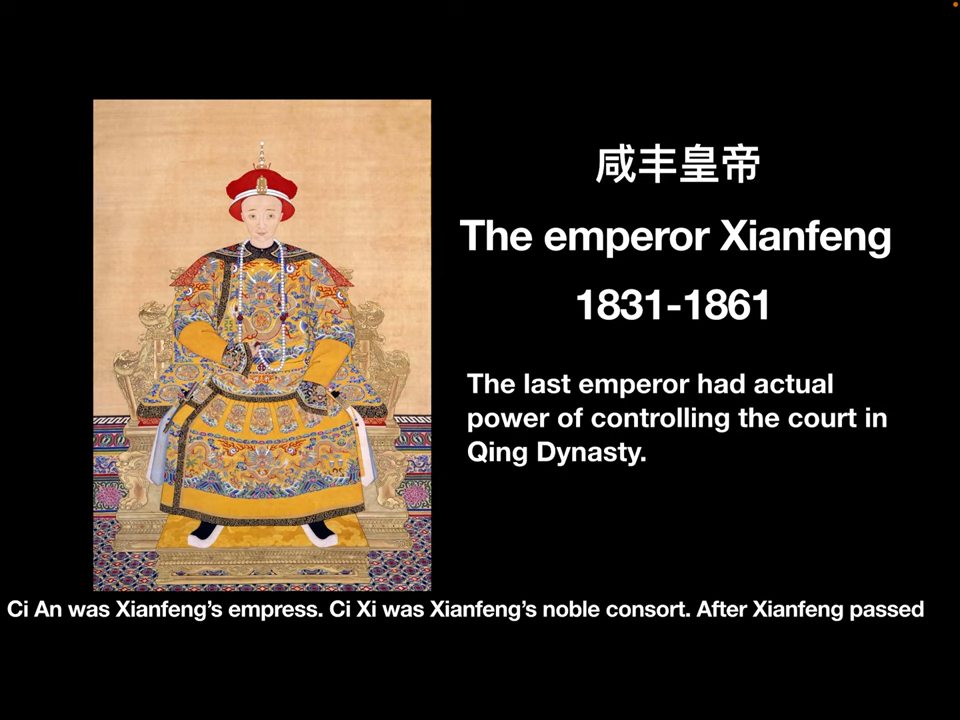 咸丰皇帝
The emperor Xianfeng
1831-1861
The last emperor had actual
power of controlling the court in
Qing Dynasty.
Ci An was Xianfeng’s empress. Ci Xi was Xianfeng’s noble consort. After Xianfeng passed